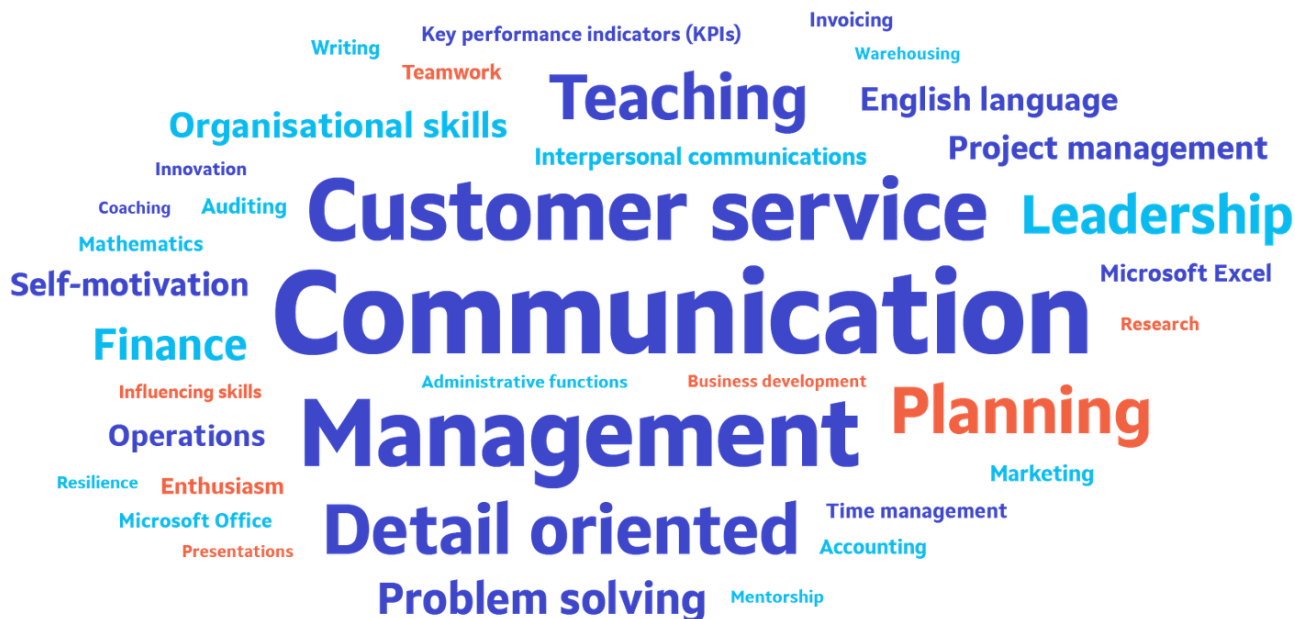 Invoicing
Key performance indicators (KPIs)
Writing
Warehousing
Teamwork
Teaching
English language
Organisational skills
Project management
Interpersonal communications
Innovation
Customer service
Coaching
Auditing
Leadership
Mathematics
Self-motivation
Microsoft Excel
Communication
Research
Finance
Administrative functions
Business development
Influencing skills
Planning
Operations
Management
Marketing
Resilience
Enthusiasm
Time management
Microsoft Office
Detail oriented
Accounting
Presentations
Problem solving
Mentorship